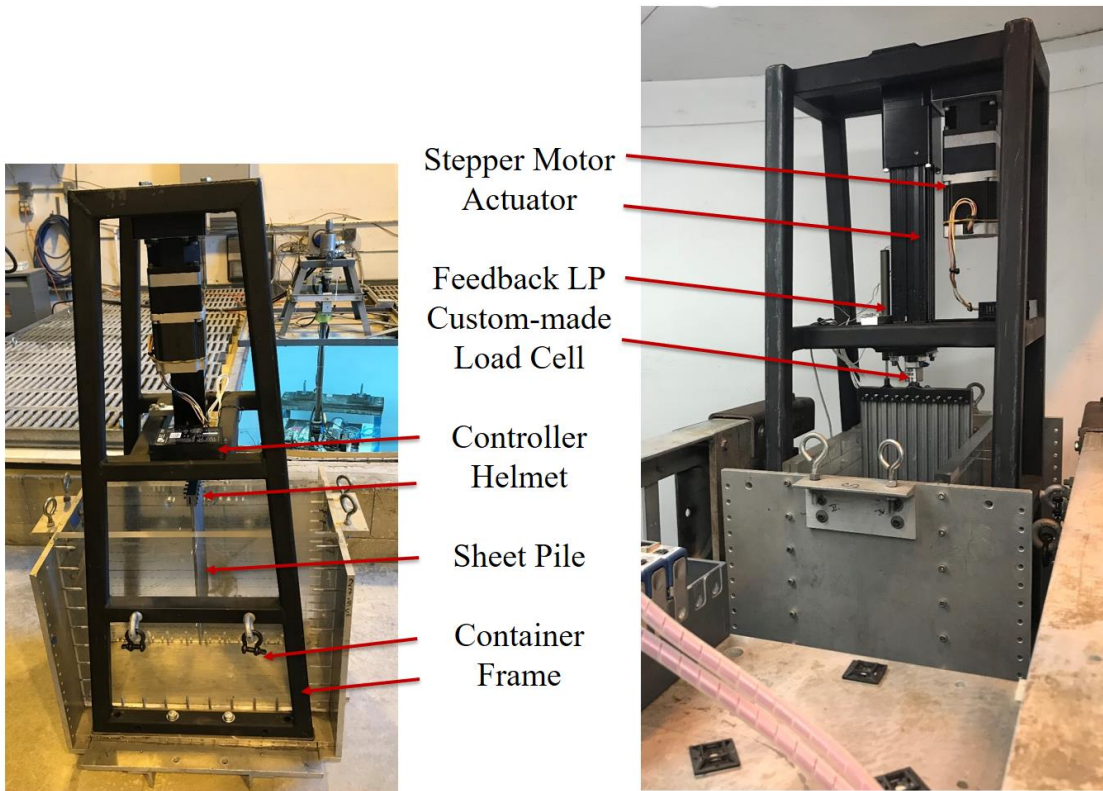 Stepper Motor
Actuator
Feedback LP
Custom-made
Load Cell
Controller
Helmet
Sheet Pile
Container
Frame